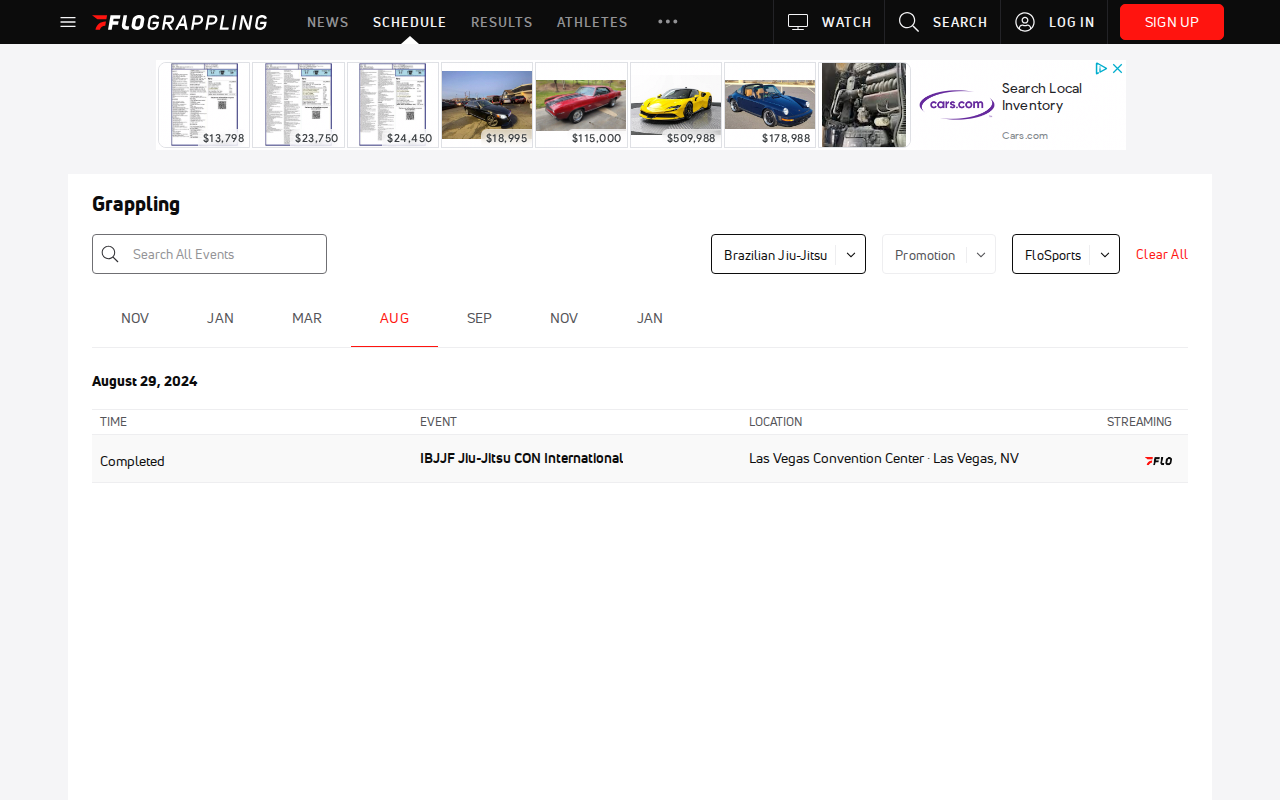 FLOGRAPPLING NEWS SCHEDULE RESULTS ATHLETES WATCH SEARCH LOG IN SIGN UP
$13,798 $23,750 $24,450 $18,995 $115,000 $509,988 $178,988 cars.com Search Local Inventory Cars.com
Grappling
Search All Events Brazilian Jiu-Jitsu Promotion FloSports Clear All
NOV JAN MAR AUG SEP NOV JAN
August 29, 2024
TIME EVENT LOCATION STREAMING
Completed IBJJF Jiu-Jitsu CON International Las Vegas Convention Center · Las Vegas, NV FLO